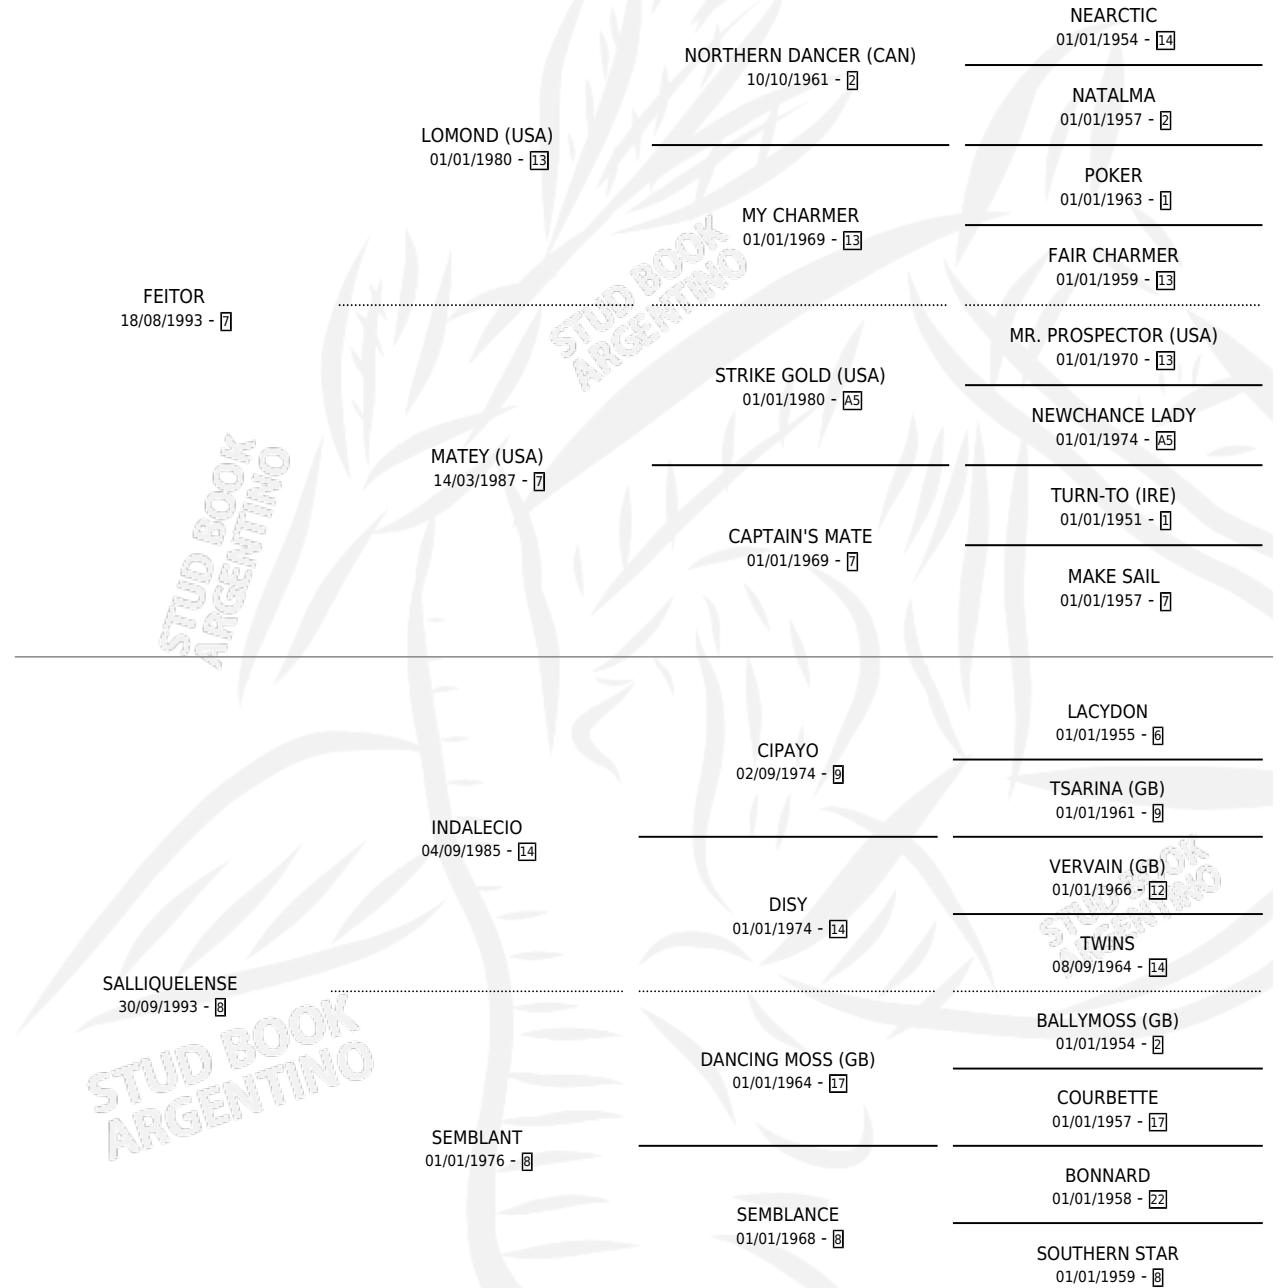 NEARCTIC
01/01/1954 - 14
NORTHERN DANCER (CAN)
10/10/1961 - 2
NATALMA
01/01/1957 - 2
LOMOND (USA)
01/01/1980 - 13
POKER
01/01/1963 - 1
MY CHARMER
01/01/1969 - 13
FAIR CHARMER
01/01/1959 - 13
FEITOR
18/08/1993 - 7
MR. PROSPECTOR (USA)
01/01/1970 - 13
STRIKE GOLD (USA)
01/01/1980 - A5
NEWCHANCE LADY
01/01/1974 - A5
MATEY (USA)
14/03/1987 - 7
TURN-TO (IRE)
01/01/1951 - 1
CAPTAIN'S MATE
01/01/1969 - 7
MAKE SAIL
01/01/1957 - 7
LACYDON
01/01/1955 - 6
CIPAYO
02/09/1974 - 9
TSARINA (GB)
01/01/1961 - 9
INDALECIO
04/09/1985 - 14
VERVAIN (GB)
01/01/1966 - 12
DISY
01/01/1974 - 14
TWINS
08/09/1964 - 14
SALLIQUELENSE
30/09/1993 - 8
BALLYMOSS (GB)
01/01/1954 - 2
DANCING MOSS (GB)
01/01/1964 - 17
COURBETTE
01/01/1957 - 17
SEMBLANT
01/01/1976 - 8
BONNARD
01/01/1958 - 22
SEMBLANCE
01/01/1968 - 8
SOUTHERN STAR
01/01/1959 - 8
STUD BOOK
ARGENTINO
STUD BOOK
ARGENTINO
STUD BOOK
ARGENTINO
STUD BOOK
ARGENTINO